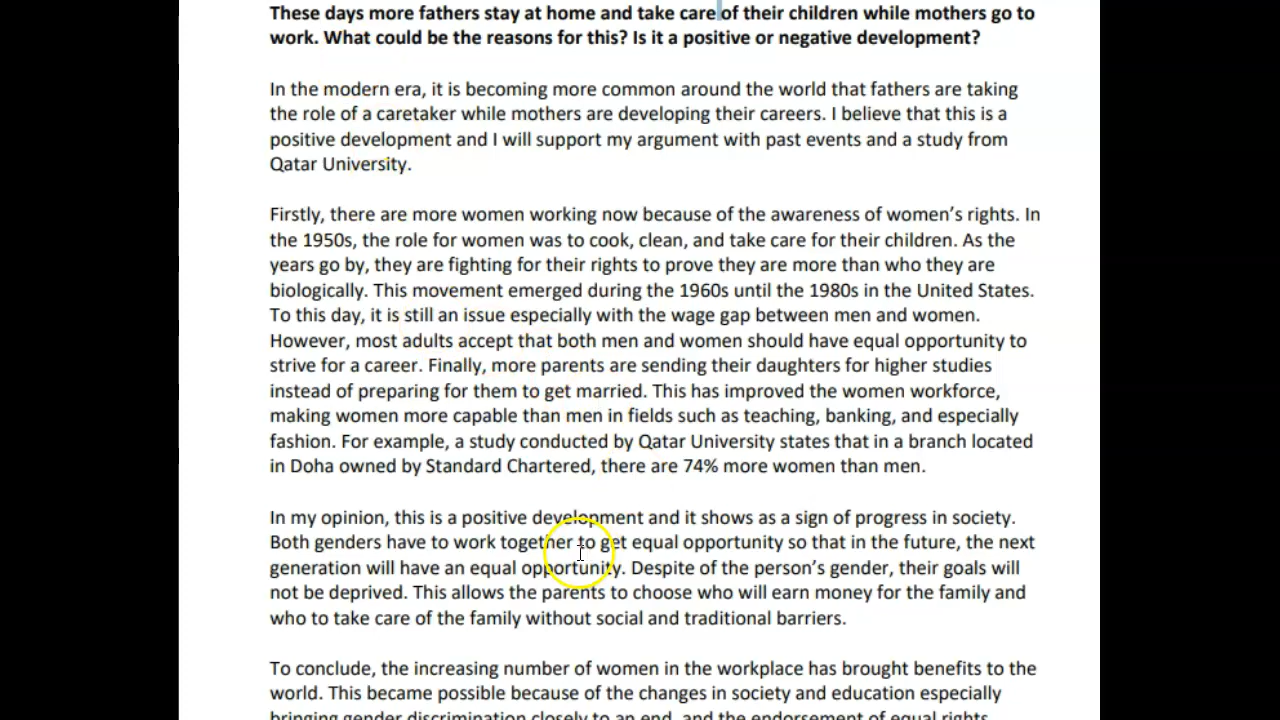 These days more fathers stay at home and take care of their children while mothers go to
work. What could be the reasons for this? Is it a positive or negative development?
In the modern era, it is becoming more common around the world that fathers are taking
the role of a caretaker while mothers are developing their careers. I believe that this is a
positive development and I will support my argument with past events and a study from
Qatar University.
Firstly, there are more women working now because of the awareness of women’s rights. In
the 1950s, the role for women was to cook, clean, and take care for their children. As the
years go by, they are fighting for their rights to prove they are more than who they are
biologically. This movement emerged during the 1960s until the 1980s in the United States.
To this day, it is still an issue especially with the wage gap between men and women.
However, most adults accept that both men and women should have equal opportunity to
strive for a career. Finally, more parents are sending their daughters for higher studies
instead of preparing for them to get married. This has improved the women workforce,
making women more capable than men in fields such as teaching, banking, and especially
fashion. For example, a study conducted by Qatar University states that in a branch located
in Doha owned by Standard Chartered, there are 74% more women than men.
In my opinion, this is a positive development and it shows as a sign of progress in society.
Both genders have to work together to get equal opportunity so that in the future, the next
generation will have an equal opportunity. Despite of the person’s gender, their goals will
not be deprived. This allows the parents to choose who will earn money for the family and
who to take care of the family without social and traditional barriers.
To conclude, the increasing number of women in the workplace has brought benefits to the
world. This became possible because of the changes in society and education especially
bringing gender discrimination closely to an end, and the endorsement of equal rights